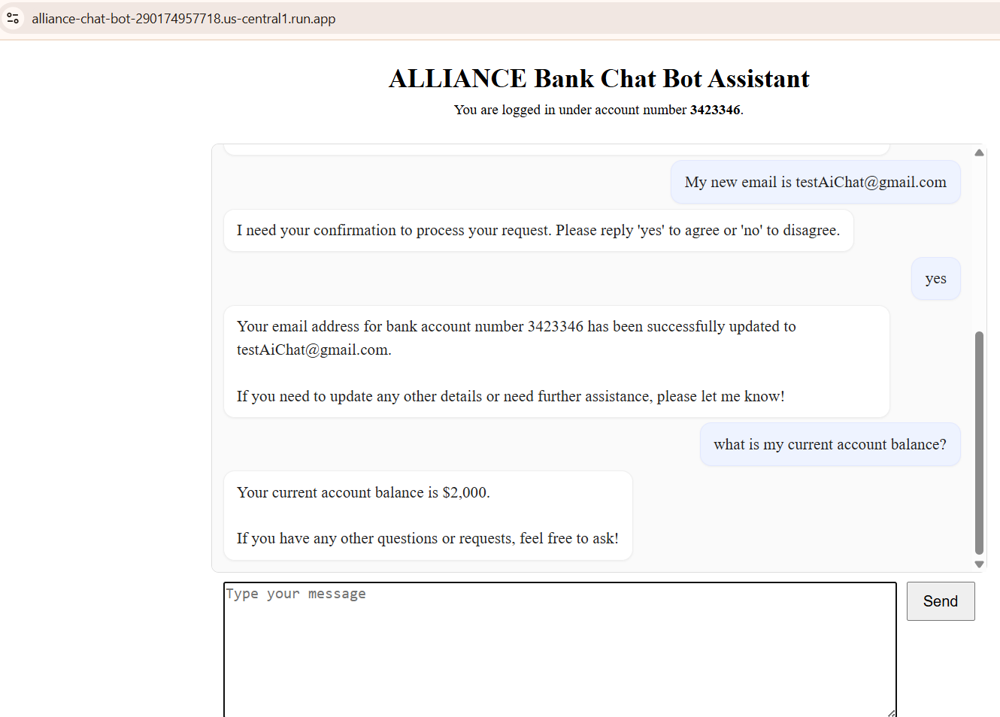 alliance-chat-bot-290174957718.us-central1.run.app
ALLIANCE Bank Chat Bot Assistant
You are logged in under account number 3423346.
My new email is testAiChat@gmail.com
I need your confirmation to process your request. Please reply 'yes' to agree or 'no' to disagree.
yes
Your email address for bank account number 3423346 has been successfully updated to
testAiChat@gmail.com.
If you need to update any other details or need further assistance, please let me know!
what is my current account balance?
Your current account balance is $2,000.
If you have any other questions or requests, feel free to ask!
Type your message
Send